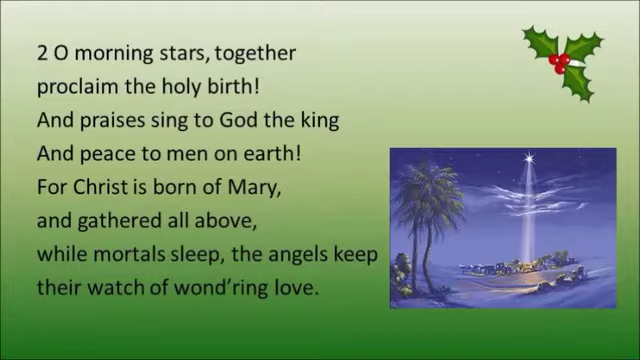 2 O morning stars, together
proclaim the holy birth!
And praises sing to God the king
And peace to men on earth!
For Christ is born of Mary,
and gathered all above,
while mortals sleep, the angels keep
their watch of wond’ring love.